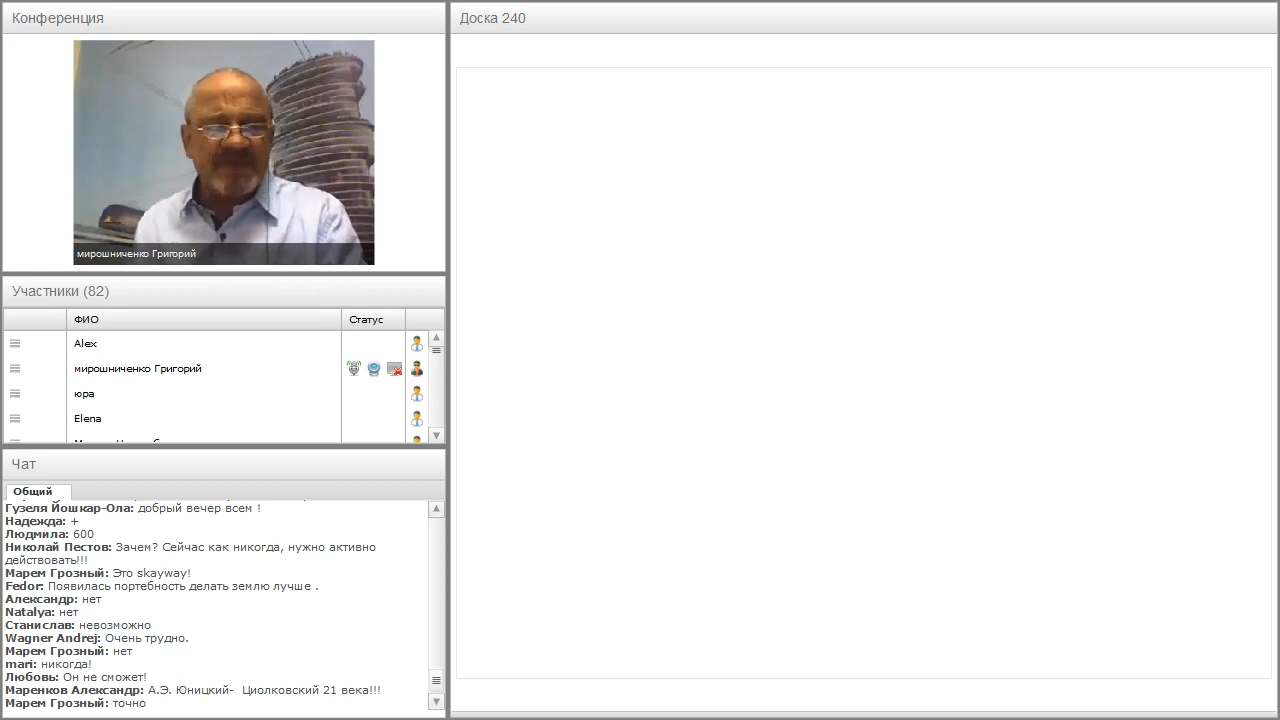 Конференция
Доска 240
мирошниченко Григорий
Участники (82)
ФИО
Статус
Alex
мирошниченко Григорий
юра
Elena
Чат
Общий
Гузеля Йошкар-Ола: добрый вечер всем !
Надежда: +
Людмила: 600
Николай Пестов: Зачем? Сейчас как никогда, нужно активно
действовать!!!
Марем Грозный: Это skayway!
Fedor: Появилась портебность делать землю лучше .
Александр: нет
Natalya: нет
Станислав: невозможно
Wagner Andrej: Очень трудно.
Марем Грозный: нет
mari: никогда!
Любовь: Он не сможет!
Маренков Александр: А.Э. Юницкий-  Циолковский 21 века!!!
Марем Грозный: точно